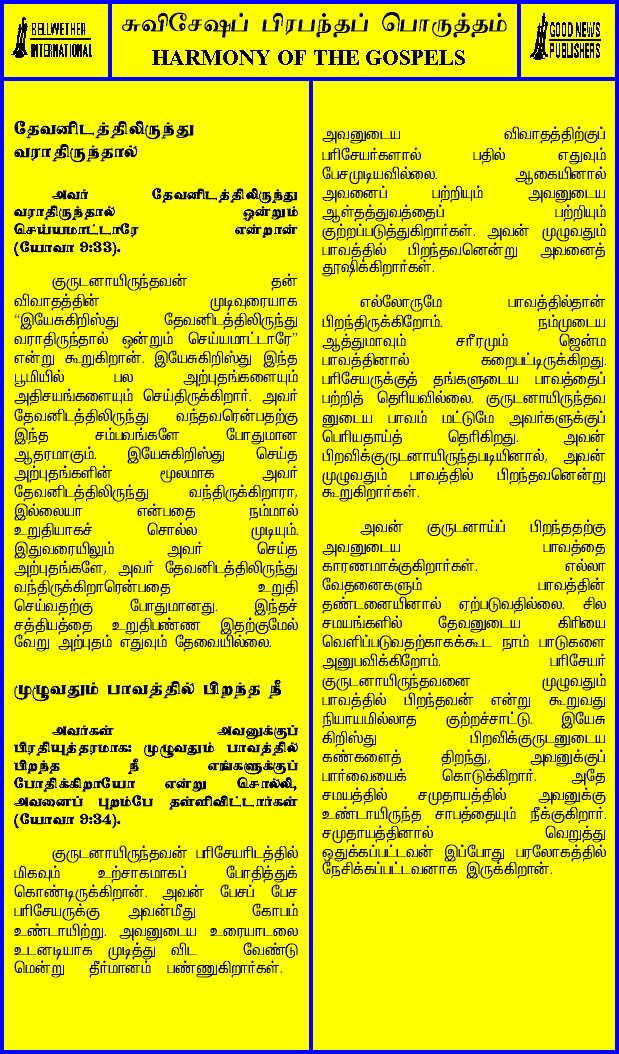 BELLWETHER
INTERNATIONAL
சுவிசேஷப் பிரபந்தப் பொருத்தம்
HARMONY OF THE GOSPELS
GOOD NEWS
PUBLISHERS
தேவனிடத்திலிருந்து
வராதிருந்தால்
அவர் தேவனிடத்திலிருந்து
வராதிருந்தால் ஒன்றும்
செய்யமாட்டாரே என்றான்
(யோவா 9:33).
குருடனாயிருந்தவன் தன்
விவாதத்தின் முடிவுரையாக
“இயேசுகிறிஸ்து தேவனிடத்திலிருந்து
வராதிருந்தால் ஒன்றும் செய்யமாட்டாரே”
என்று கூறுகிறான். இயேசுகிறிஸ்து இந்த
பூமியில் பல அற்புதங்களையும்
அதிசயங்களையும் செய்திருக்கிறார். அவர்
தேவனிடத்திலிருந்து வந்தவரென்பதற்கு
இந்த சம்பவங்களே போதுமான
ஆதரமாகும். இயேசுகிறிஸ்து செய்த
அற்புதங்களின் மூலமாக அவர்
தேவனிடத்திலிருந்து வந்திருக்கிறாரா,
இல்லையா என்பதை நம்மால்
உறுதியாகச் சொல்ல முடியும்.
இதுவரையிலும் அவர் செய்த
அற்புதங்களே, அவர் தேவனிடத்திலிருந்து
வந்திருக்கிறாரென்பதை உறுதி
செய்வதற்கு போதுமானது. இந்தச்
சத்தியத்தை உறுதிபண்ண இதற்குமேல்
வேறு அற்புதம் எதுவும் தேவையில்லை.
முழுவதும் பாவத்தில் பிறந்த நீ
அவர்கள் அவனுக்குப்
பிரதியுத்தரமாக: முழுவதும் பாவத்தில்
பிறந்த நீ எங்களுக்குப்
போதிக்கிறாயோ என்று சொல்லி,
அவனைப் புறம்பே தள்ளிவிட்டார்கள்
(யோவா 9:34).
குருடனாயிருந்தவன் பரிசேயரிடத்தில்
மிகவும் உற்சாகமாகப் போதித்துக்
கொண்டிருக்கிறான். அவன் பேசப் பேச
பரிசேயருக்கு அவன்மீது கோபம்
உண்டாயிற்று. அவனுடைய உரையாடலை
உடனடியாக முடித்து விட வேண்டு
மென்று தீர்மானம் பண்ணுகிறார்கள்.
அவனுடைய விவாதத்திற்குப்
பரிசேயர்களால் பதில் எதுவும்
பேசமுடியவில்லை. ஆகையினால்
அவனைப் பற்றியும் அவனுடைய
ஆள்தத்துவத்தைப் பற்றியும்
குற்றப்படுத்துகிறார்கள். அவன் முழுவதும்
பாவத்தில் பிறந்தவனென்று அவனைத்
தூஷிக்கிறார்கள்.
எல்லோருமே பாவத்தில்தான்
பிறந்திருக்கிறோம். நம்முடைய
ஆத்துமாவும் சரீரமும் ஜென்ம
பாவத்தினால் கறைபட்டிருக்கிறது.
பரிசேயருக்குத் தங்களுடைய பாவத்தைப்
பற்றித் தெரியவில்லை. குருடனாயிருந்தவ
னுடைய பாவம் மட்டுமே அவர்களுக்குப்
பெரியதாய்த் தெரிகிறது. அவன்
பிறவிக்குருடனாயிருந்தபடியினால், அவன்
முழுவதும் பாவத்தில் பிறந்தவனென்று
கூறுகிறார்கள்.
அவன் குருடனாய்ப் பிறந்ததற்கு
அவனுடைய பாவத்தை
காரணமாக்குகிறார்கள். எல்லா
வேதனைகளும் பாவத்தின்
தண்டனையினால் ஏற்படுவதில்லை. சில
சமயங்களில் தேவனுடைய கிரியை
வெளிப்படுவதற்காகக்கூட நாம் பாடுகளை
அனுபவிக்கிறோம். பரிசேயர்
குருடனாயிருந்தவனை முழுவதும்
பாவத்தில் பிறந்தவன் என்று கூறுவது
நியாயமில்லாத குற்றச்சாட்டு. இயேசு
கிறிஸ்து பிறவிக்குருடனுடைய
கண்களைத் திறந்து, அவனுக்குப்
பார்வையைக் கொடுக்கிறார். அதே
சமயத்தில் சமுதாயத்தில் அவனுக்கு
உண்டாயிருந்த சாபத்தையும் நீக்குகிறார்.
சமுதாயத்தினால் வெறுத்து
ஒதுக்கப்பட்டவன் இப்போது பரலோகத்தில்
நேசிக்கப்பட்டவனாக இருக்கிறான்.